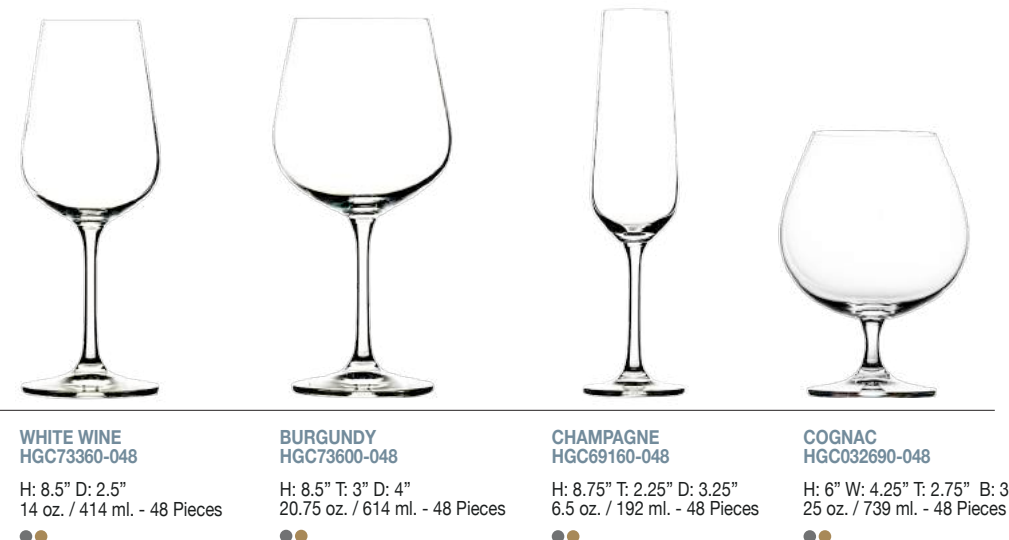 WHITE WINE
HGC73360-048
H: 8.5” D: 2.5”
14 oz. / 414 ml. - 48 Pieces
BURGUNDY
HGC73600-048
H: 8.5” T: 3” D: 4”
20.75 oz. / 614 ml. - 48 Pieces
CHAMPAGNE
HGC69160-048
H: 8.75” T: 2.25” D: 3.25”
6.5 oz. / 192 ml. - 48 Pieces
COGNAC
HGC032690-048
H: 6” W: 4.25” T: 2.75” B: 3
25 oz. / 739 ml. - 48 Pieces